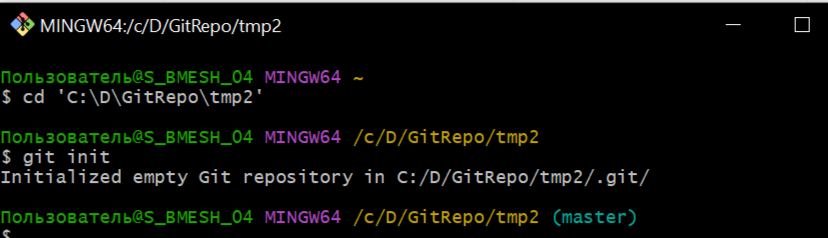 MINGW64:/c/D/GitRepo/tmp2
Пользователь@S_BMESH_04 MINGW64 ~
$ cd 'C:\D\GitRepo\tmp2'
Пользователь@S_BMESH_04 MINGW64 /c/D/GitRepo/tmp2
$ git init
Initialized empty Git repository in C:/D/GitRepo/tmp2/.git/
Пользователь@S_BMESH_04 MINGW64 /c/D/GitRepo/tmp2 (master)
$